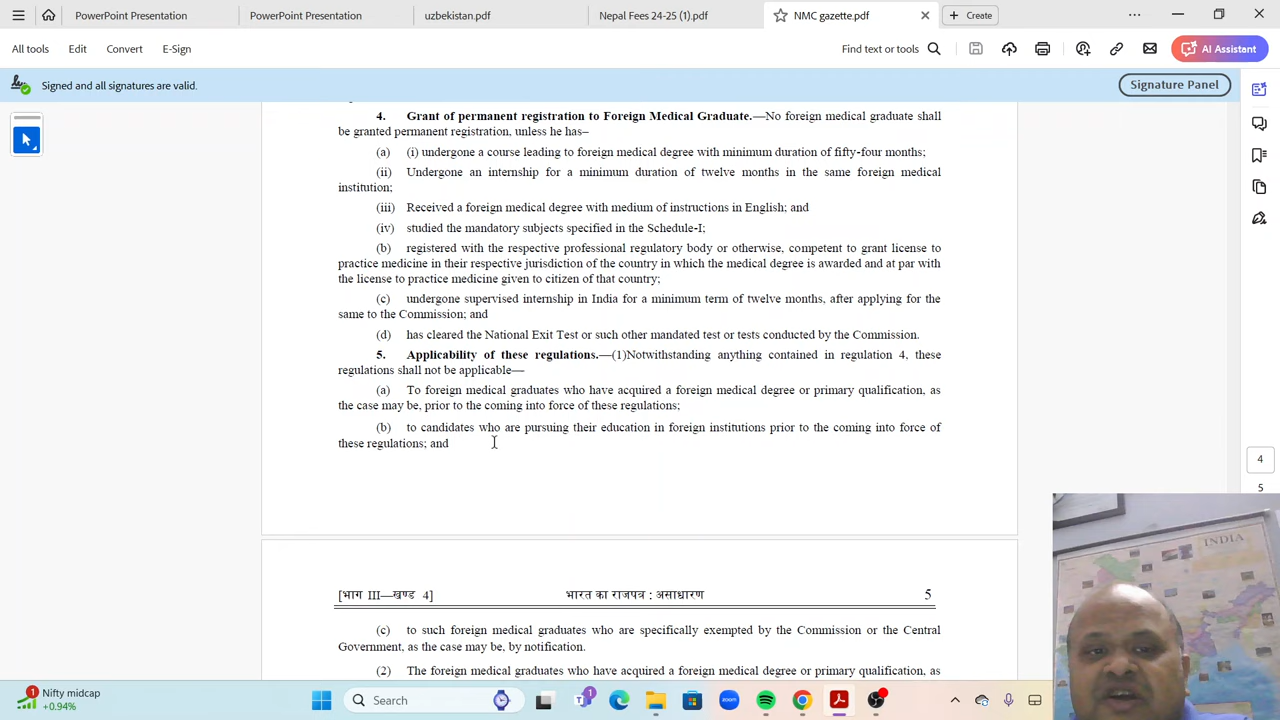 PowerPoint Presentation
PowerPoint Presentation
uzbekistan.pdf
Nepal Fees 24-25 (1).pdf
NMC gazette.pdf
Create
All tools
Edit
Convert
E-Sign
Find text or tools
AI Assistant
Signed and all signatures are valid.
Signature Panel
4. Grant of permanent registration to Foreign Medical Graduate.—No foreign medical graduate shall
be granted permanent registration, unless he has–
(a) (i) undergone a course leading to foreign medical degree with minimum duration of fifty-four months;
(ii) Undergone an internship for a minimum duration of twelve months in the same foreign medical
institution;
(iii) Received a foreign medical degree with medium of instructions in English; and
(iv) studied the mandatory subjects specified in the Schedule-I;
(b) registered with the respective professional regulatory body or otherwise, competent to grant license to
practice medicine in their respective jurisdiction of the country in which the medical degree is awarded and at par with
the license to practice medicine given to citizen of that country;
(c) undergone supervised internship in India for a minimum term of twelve months, after applying for the
same to the Commission; and
(d) has cleared the National Exit Test or such other mandated test or tests conducted by the Commission.
5. Applicability of these regulations.—(1)Notwithstanding anything contained in regulation 4, these
regulations shall not be applicable—
(a) To foreign medical graduates who have acquired a foreign medical degree or primary qualification, as
the case may be, prior to the coming into force of these regulations;
(b) to candidates who are pursuing their education in foreign institutions prior to the coming into force of
these regulations; and
4
5
[भाग III—खण्ड 4]
भारत का राजपत्र : असाधारण
5
(c) to such foreign medical graduates who are specifically exempted by the Commission or the Central
Government, as the case may be, by notification.
(2) The foreign medical graduates who have acquired a foreign medical degree or primary qualification, as
INDIA
1
Nifty midcap
+0.94%
Search
1
zoom